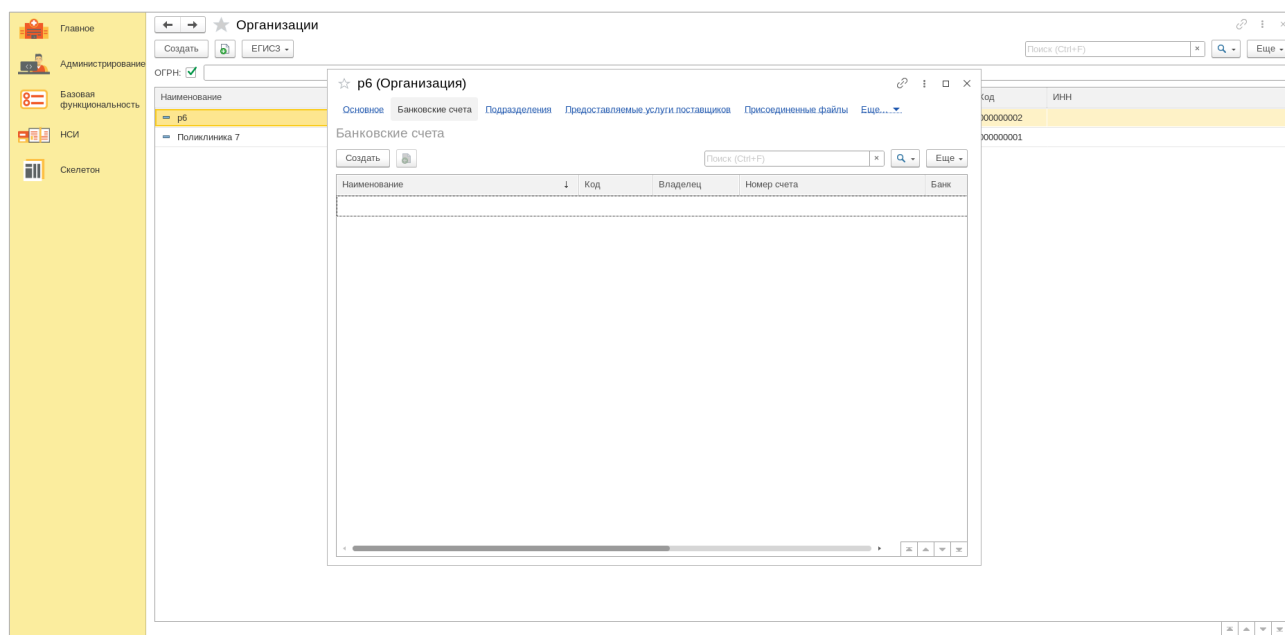 Главное
Администрирование
Базовая
функциональность
НСИ
Скелетон
Организации
Создать ЕГИСЗ Поиск (Ctrl+F) × Еще
ОГРН:
Наименование Код ИНН
р6 000000002
Поликлиника 7 000000001
р6 (Организация)
Основное Банковские счета Подразделения Предоставляемые услуги поставщиков Присоединенные файлы Еще...
Банковские счета
Создать Поиск (Ctrl+F) × Еще
Наименование ↓ Код Владелец Номер счета Банк